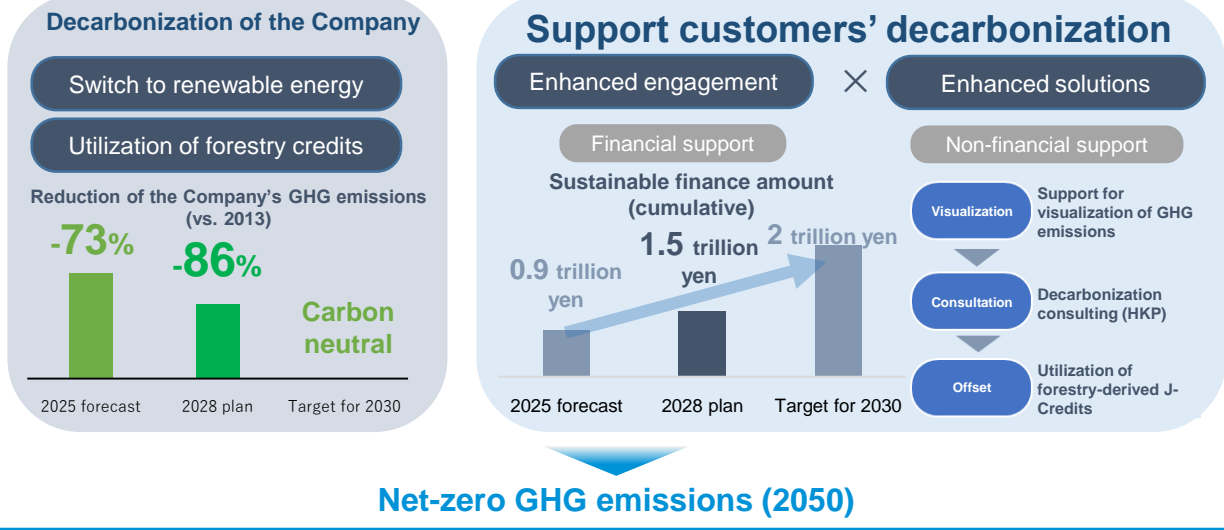 Decarbonization of the Company
Switch to renewable energy
Utilization of forestry credits
Reduction of the Company's GHG emissions
(vs. 2013)
-73%
-86%
Carbon
neutral
2025 forecast
2028 plan
Target for 2030
Support customers' decarbonization
Enhanced engagement
×
Enhanced solutions
Financial support
Sustainable finance amount
(cumulative)
0.9 trillion
yen
1.5 trillion
yen
2 trillion yen
2025 forecast
2028 plan
Target for 2030
Non-financial support
Visualization
Support for
visualization of GHG
emissions
Consultation
Decarbonization
consulting (HKP)
Offset
Utilization of
forestry-derived J-
Credits
Net-zero GHG emissions (2050)